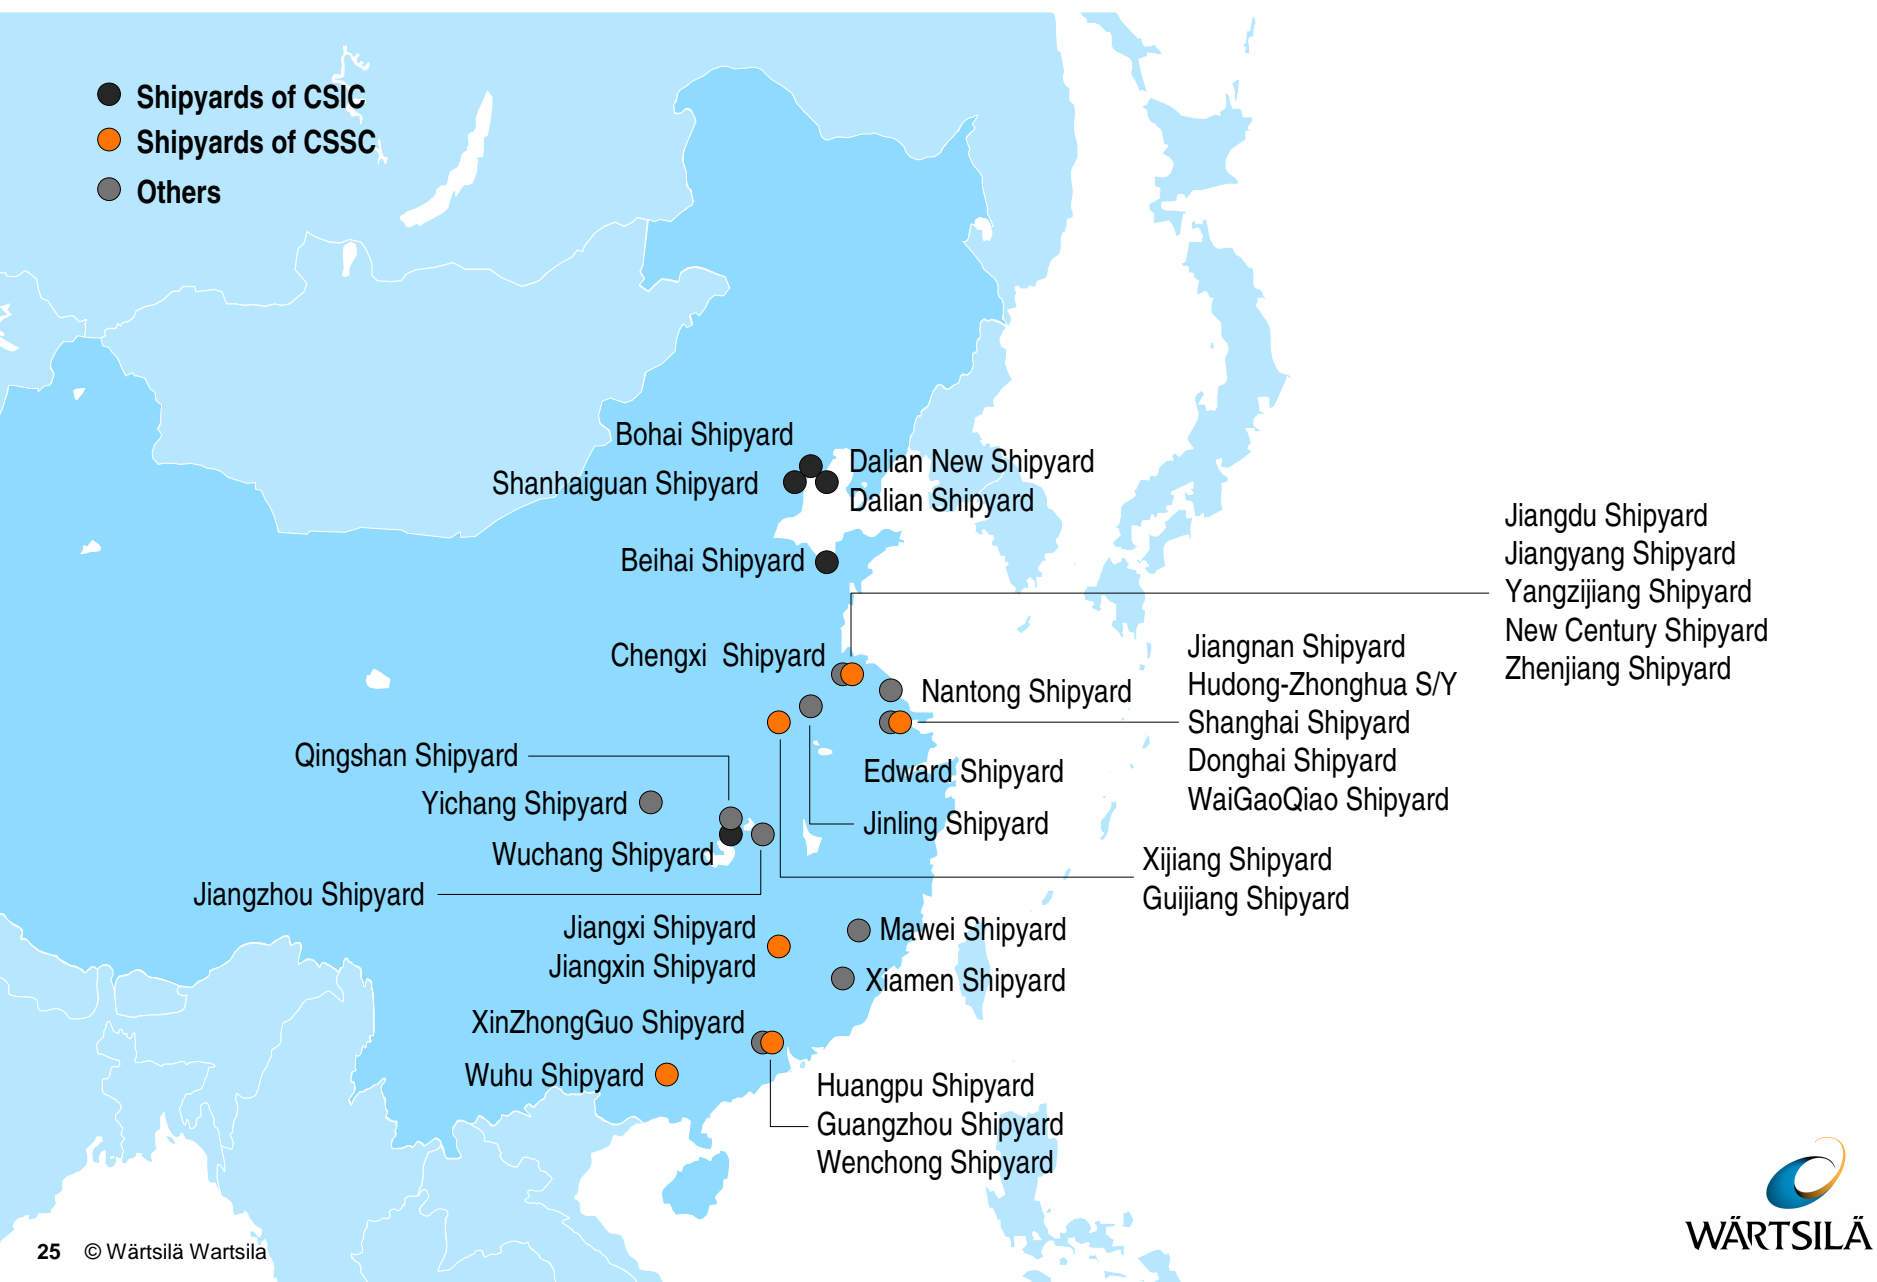 Shipyards of CSIC
Shipyards of CSSC
Others
Bohai Shipyard
Shanhaiguan Shipyard
Dalian New Shipyard
Dalian Shipyard
Beihai Shipyard
Jiangdu Shipyard
Jiangyang Shipyard
Yangzijiang Shipyard
New Century Shipyard
Zhenjiang Shipyard
Chengxi Shipyard
Nantong Shipyard
Jiangnan Shipyard
Hudong-Zhonghua S/Y
Shanghai Shipyard
Donghai Shipyard
WaiGaoQiao Shipyard
Qingshan Shipyard
Edward Shipyard
Yichang Shipyard
Jinling Shipyard
Wuchang Shipyard
Xijiang Shipyard
Guijiang Shipyard
Jiangzhou Shipyard
Jiangxi Shipyard
Jiangxin Shipyard
Mawei Shipyard
Xiamen Shipyard
XinZhongGuo Shipyard
Wuhu Shipyard
Huangpu Shipyard
Guangzhou Shipyard
Wenchong Shipyard
WÄRTSILÄ
25 © Wärtsilä Wartsila